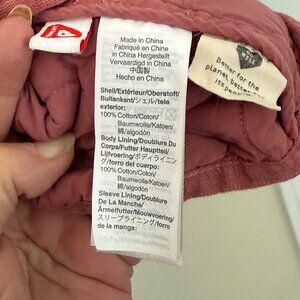 Made in China
Fabriqué en Chine
In China Hergestellt
Vervaardigd in China
中国製
Hecho en China
Shell/Extérieur/Oberstoff/
Buitenkant/シェル/tela
exterior:
100% Cotton/Coton/
Baumwolle/Katoen/
綿/algodón
Body Lining/Doublure Du
Corps/Futter Hauptteil/
Lijfvoering/ボディライニン
グ/forro del cuerpo:
100% Cotton/Coton/
Baumwolle/Katoen/
綿/algodón
Sleeve Lining/Doublure
De La Manche/
Ärmelfutter/Mouwvoering/
スリーブライニング/forro
de la manga:
Better for the
planet, better for
its people